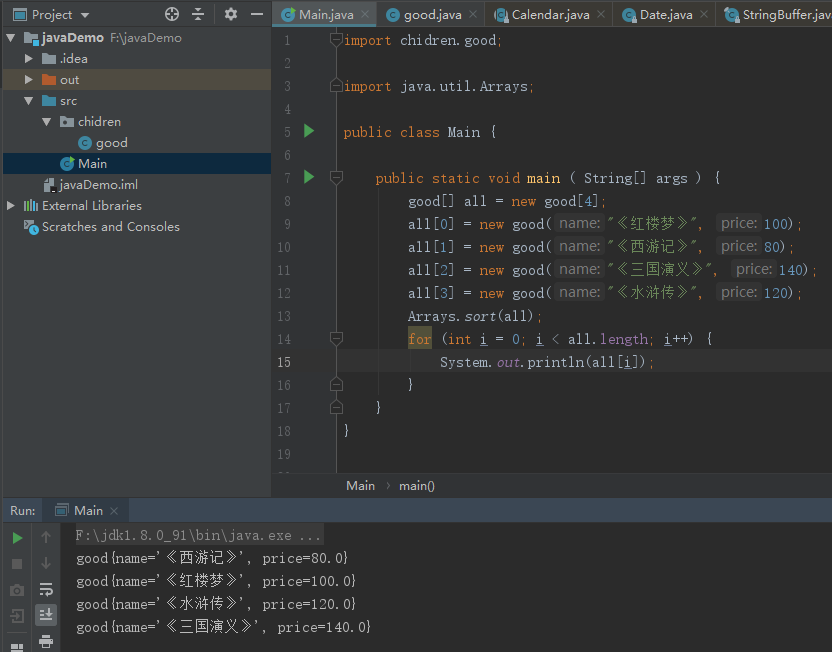 Project
Main.java
good.java
Calendar.java
Date.java
StringBuffer.jav
javaDemo F:\javaDemo
.idea
out
src
chidren
good
Main
javaDemo.iml
External Libraries
Scratches and Consoles
1 import chidren.good;
2
3 import java.util.Arrays;
4
5 public class Main {
6
7 public static void main ( String[] args ) {
8 good[] all = new good[4];
9 all[0] = new good( name: "《红楼梦》", price: 100);
10 all[1] = new good( name: "《西游记》", price: 80);
11 all[2] = new good( name: "《三国演义》", price: 140);
12 all[3] = new good( name: "《水浒传》", price: 120);
13 Arrays.sort(all);
14 for (int i = 0; i < all.length; i++) {
15 System.out.println(all[i]);
16 }
17 }
18 }
19
Main › main()
Run: Main
F:\jdk1.8.0_91\bin\java.exe ...
good{name='《西游记》', price=80.0}
good{name='《红楼梦》', price=100.0}
good{name='《水浒传》', price=120.0}
good{name='《三国演义》', price=140.0}